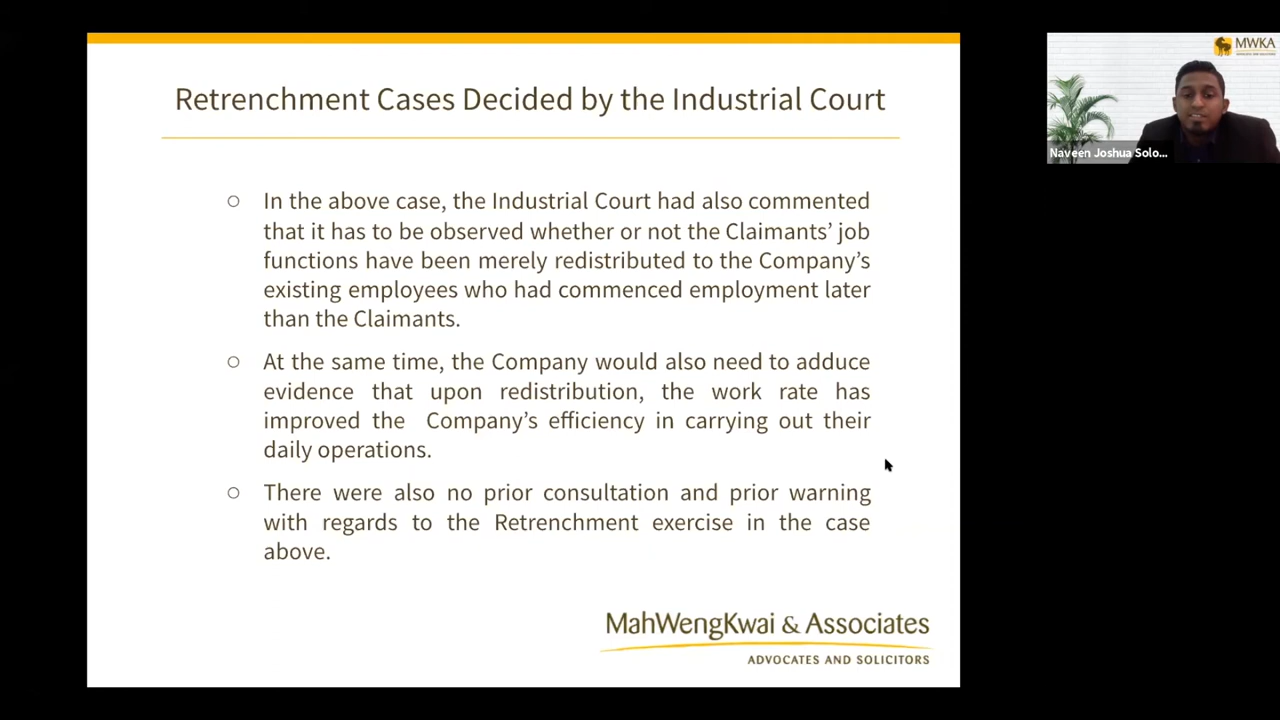 Retrenchment Cases Decided by the Industrial Court
○ In the above case, the Industrial Court had also commented
that it has to be observed whether or not the Claimants’ job
functions have been merely redistributed to the Company’s
existing employees who had commenced employment later
than the Claimants.
○ At the same time, the Company would also need to adduce
evidence that upon redistribution, the work rate has
improved the Company’s efficiency in carrying out their
daily operations.
○ There were also no prior consultation and prior warning
with regards to the Retrenchment exercise in the case
above.
MahWengKwai & Associates
ADVOCATES AND SOLICITORS
MWKA
Naveen Joshua Solo...